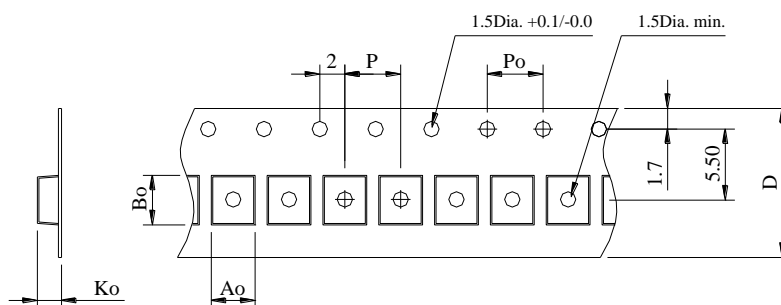 1.5Dia. +0.1/-0.0
1.5Dia. min.
2
P
Po
1.7
5.50
D
Bo
Ko
Ao